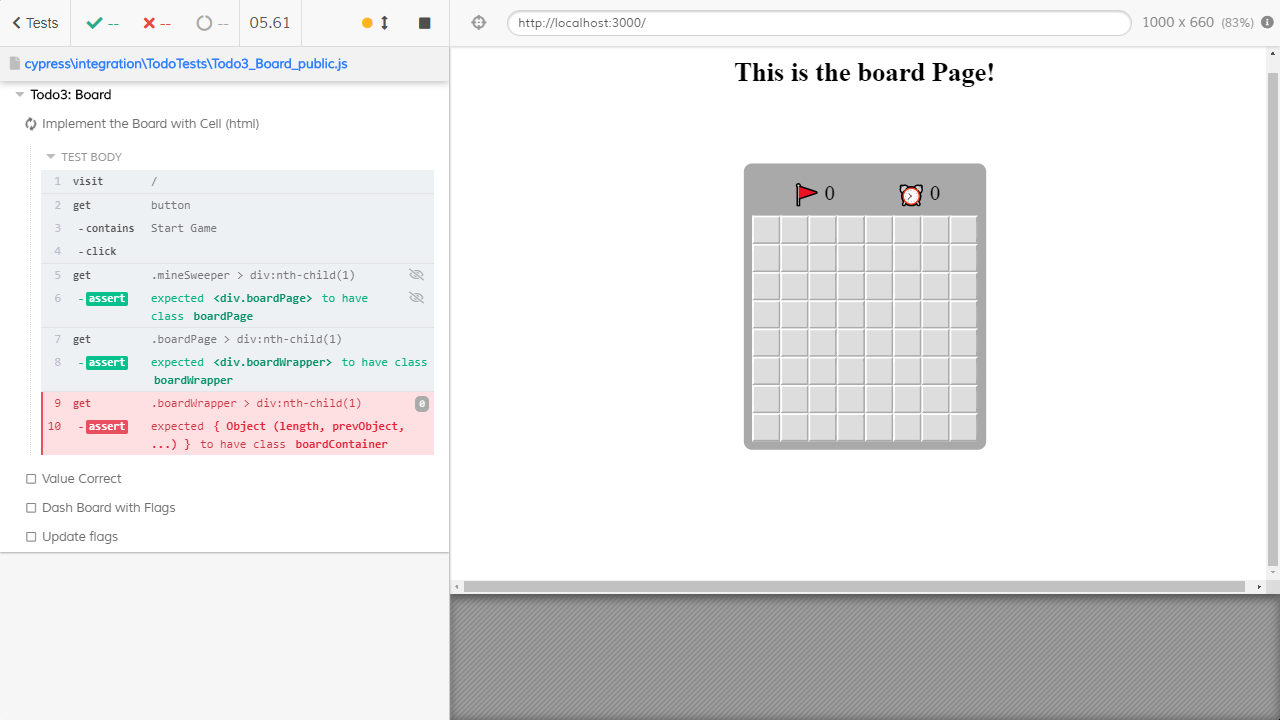 Tests -- -- -- 05.61
http://localhost:3000/ 1000 x 660 (83%)
cypress\integration\TodoTests\Todo3_Board_public.js
Todo3: Board
Implement the Board with Cell (html)
TEST BODY
1 visit /
2 get button
3 - contains Start Game
4 - click
5 get .mineSweeper > div:nth-child(1)
6 - assert expected <div.boardPage> to have
class boardPage
7 get .boardPage > div:nth-child(1)
8 - assert expected <div.boardWrapper> to have class
boardWrapper
9 get .boardWrapper > div:nth-child(1) 0
10 - assert expected { Object (length, prevObject,
...) } to have class boardContainer
Value Correct
Dash Board with Flags
Update flags
This is the board Page!
0 0